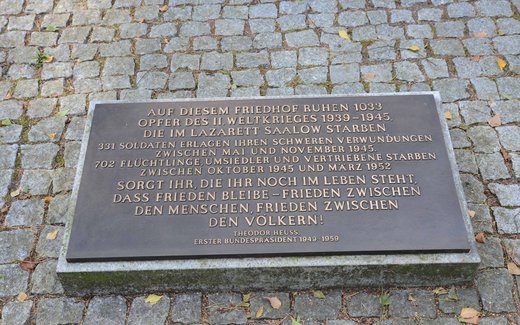 AUF DIESEM FRIEDHOF RUHEN 1033
OPFER DES II. WELTKRIEGES 1939-1945,
DIE IM LAZARETT SAALOW STARBEN
331 SOLDATEN ERLAGEN IHREN SCHWEREN VERWUNDUNGEN
ZWISCHEN MAI UND NOVEMBER 1945.
702 FLÜCHTLINGE, UMSIEDLER UND VERTRIEBENE STARBEN
ZWISCHEN OKTOBER 1945 UND MÄRZ 1952
SORGT IHR, DIE IHR NOCH IM LEBEN STEHT,
DASS FRIEDEN BLEIBE – FRIEDEN ZWISCHEN
DEN MENSCHEN, FRIEDEN ZWISCHEN
DEN VÖLKERN!
THEODOR HEUSS,
ERSTER BUNDESPRÄSIDENT 1949-1959